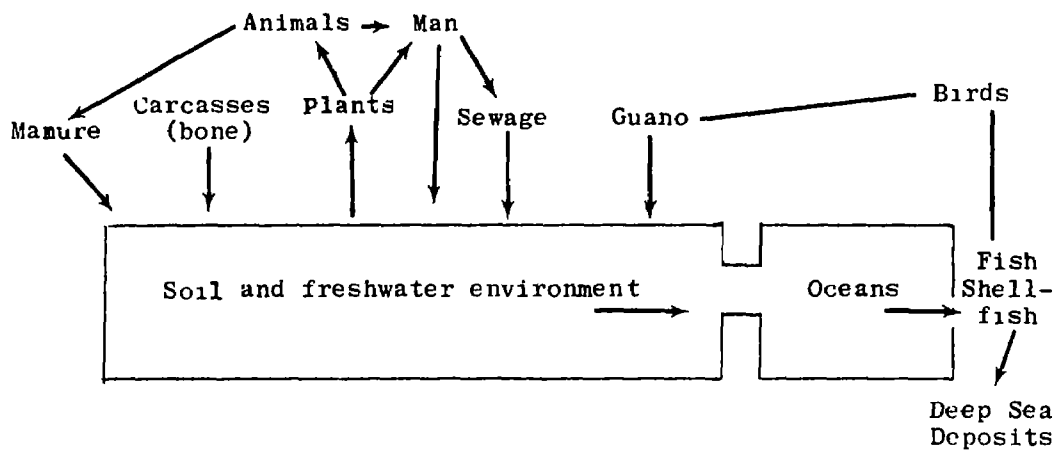 Animals
Man
Manure
Carcasses
(bone)
Plants
Sewage
Guano
Birds
Soil and freshwater environment
Oceans
Fish
Shell-
fish
Deep Sea
Deposits